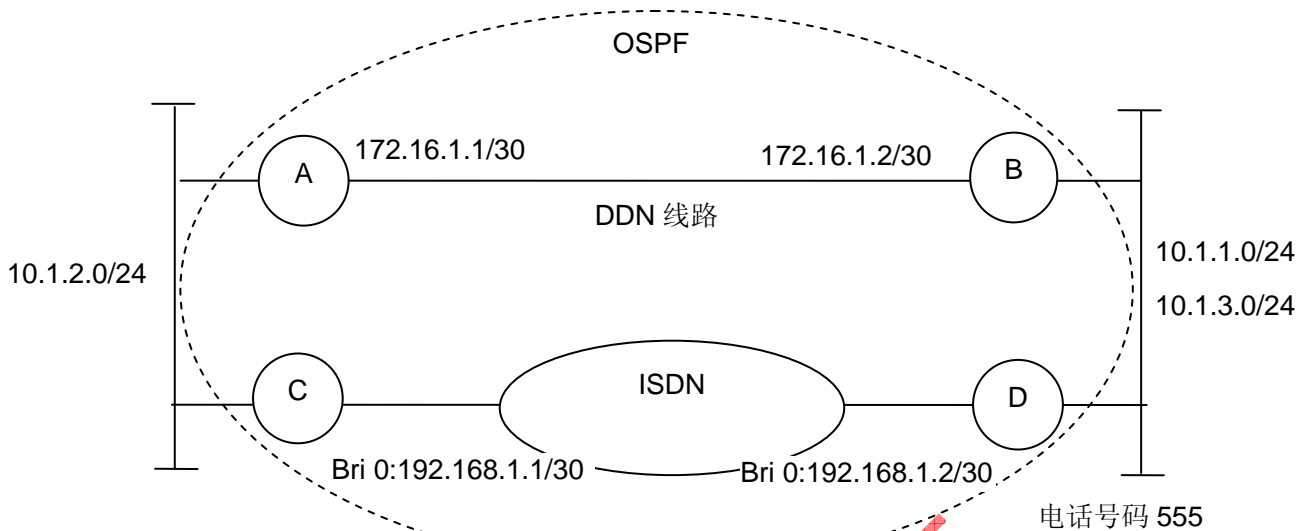 OSPF
A
172.16.1.1/30
172.16.1.2/30
B
DDN 线路
10.1.2.0/24
10.1.1.0/24
10.1.3.0/24
C
ISDN
D
Bri 0:192.168.1.1/30
Bri 0:192.168.1.2/30
电话号码 555